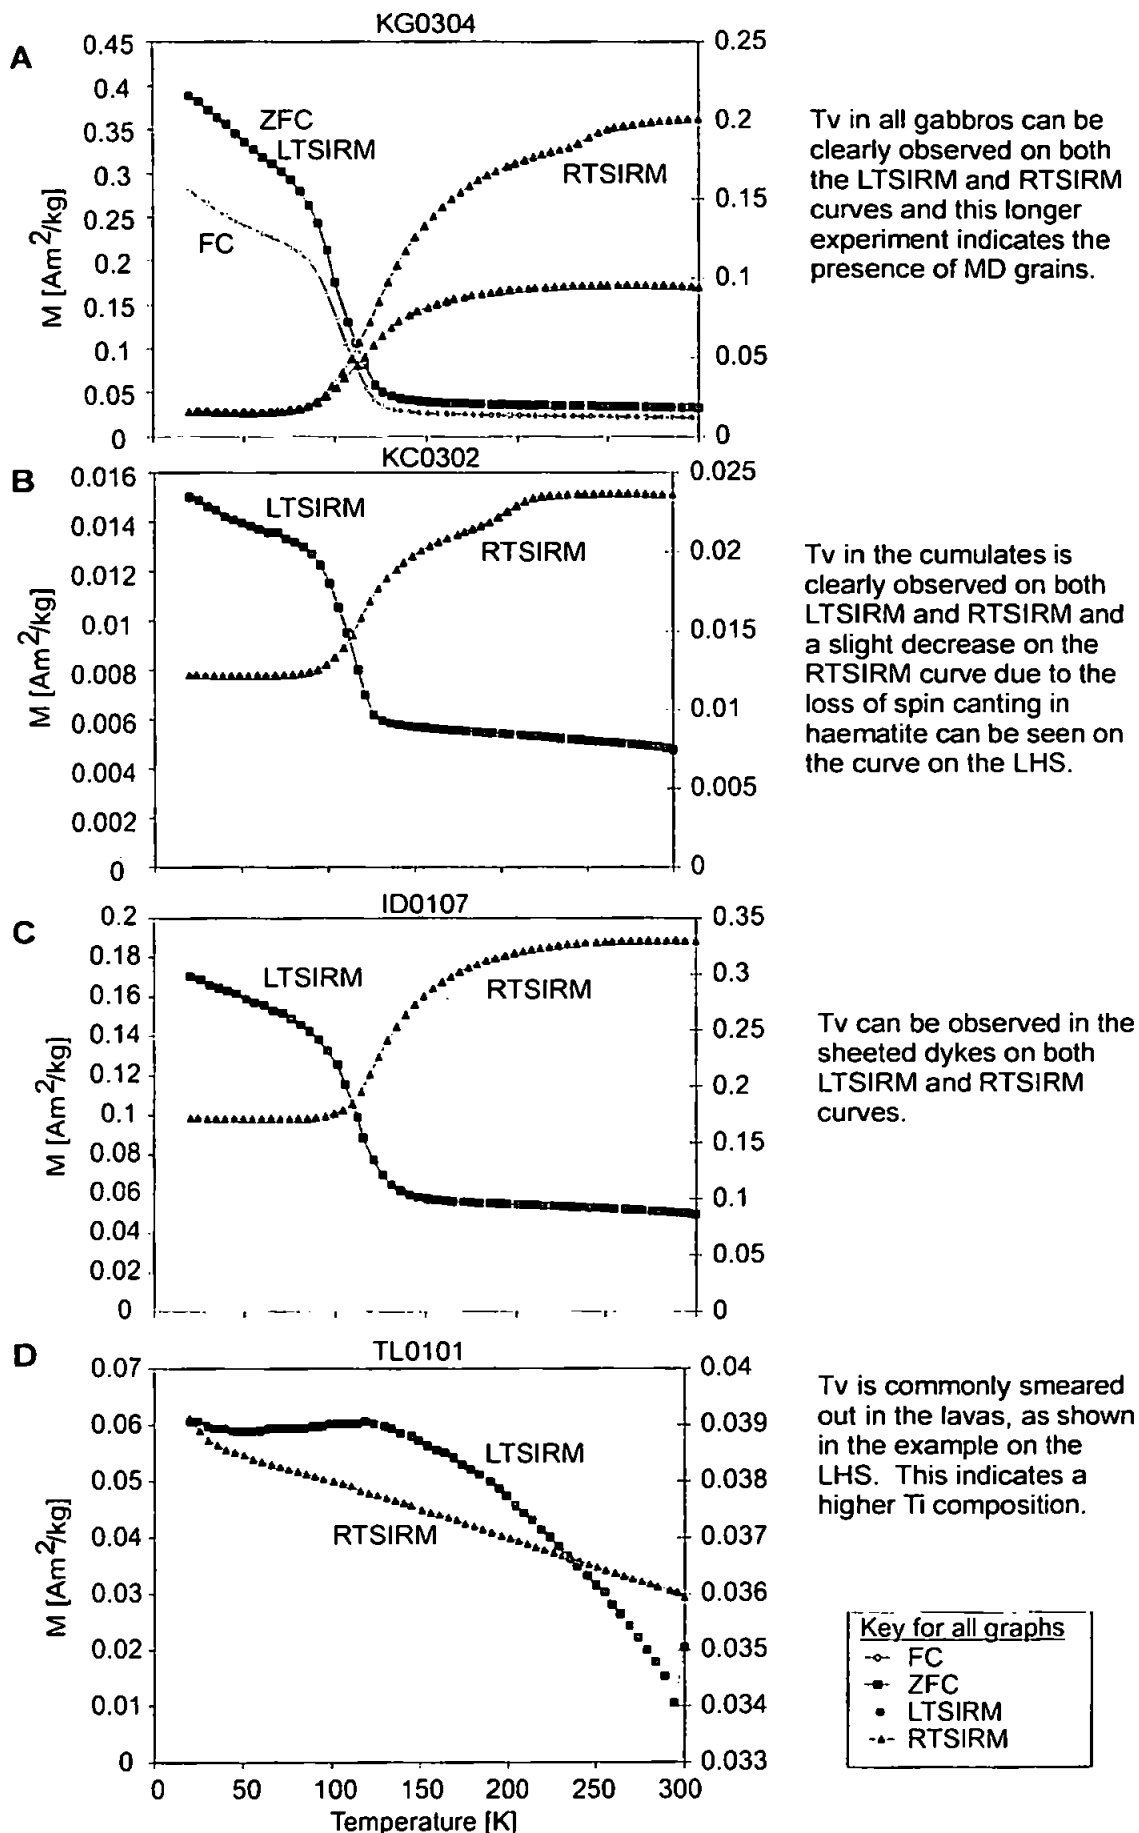 A
KG0304
0.45
0.4
0.35
0.3
0.25
0.2
0.15
0.1
0.05
0
M [Am2/kg]
ZFC
LTSIRM
FC
RTSIRM
0.25
0.2
0.15
0.1
0.05
0
Tv in all gabbros can be
clearly observed on both
the LTSIRM and RTSIRM
curves and this longer
experiment indicates the
presence of MD grains.
B
KC0302
0.016
0.014
0.012
0.01
0.008
0.006
0.004
0.002
0
M [Am2/kg]
LTSIRM
RTSIRM
0.025
0.02
0.015
0.01
0.005
0
Tv in the cumulates is
clearly observed on both
LTSIRM and RTSIRM and
a slight decrease on the
RTSIRM curve due to the
loss of spin canting in
haematite can be seen on
the curve on the LHS.
C
ID0107
0.2
0.18
0.16
0.14
0.12
0.1
0.08
0.06
0.04
0.02
0
M [Am2/kg]
LTSIRM
RTSIRM
0.35
0.3
0.25
0.2
0.15
0.1
0.05
0
Tv can be observed in the
sheeted dykes on both
LTSIRM and RTSIRM
curves.
D
TL0101
0.07
0.06
0.05
0.04
0.03
0.02
0.01
0
M [Am2/kg]
LTSIRM
RTSIRM
0.04
0.039
0.038
0.037
0.036
0.035
0.034
0.033
0 50 100 150 200 250 300
Temperature [K]
Tv is commonly smeared
out in the lavas, as shown
in the example on the
LHS. This indicates a
higher Ti composition.
Key for all graphs
FC
ZFC
LTSIRM
RTSIRM